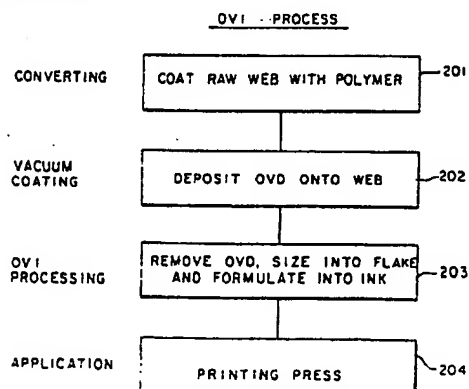 OVI PROCESS
CONVERTING
COAT RAW WEB WITH POLYMER
201
VACUUM
COATING
DEPOSIT OVD ONTO WEB
202
OVI
PROCESSING
REMOVE OVD, SIZE INTO FLAKE
AND FORMULATE INTO INK
203
APPLICATION
PRINTING PRESS
204